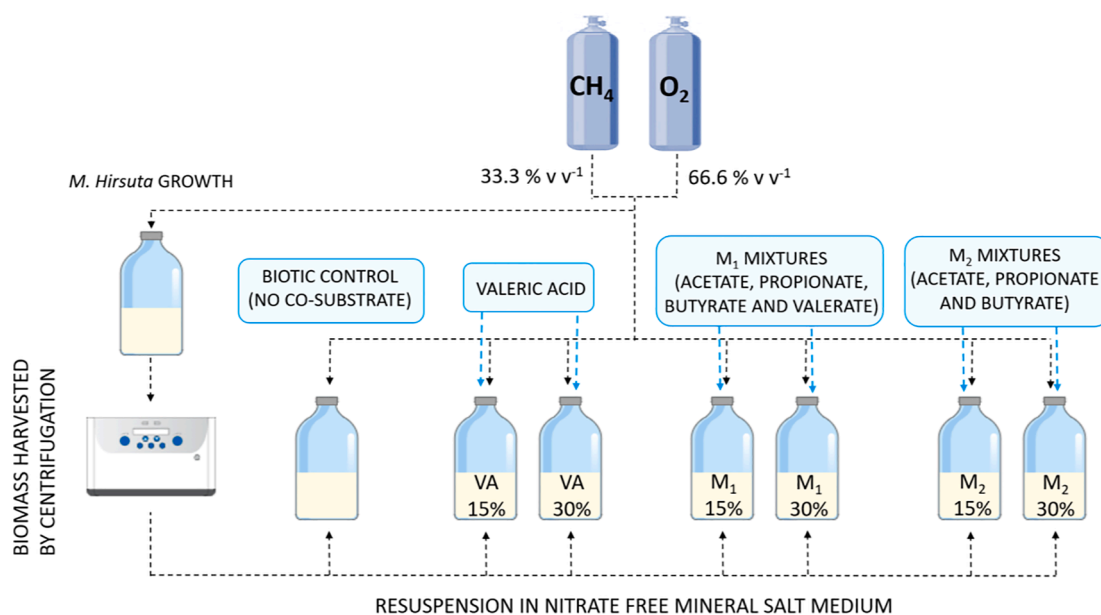 CH₄
O₂
33.3 % v v⁻¹
66.6 % v v⁻¹
M. Hirsuta GROWTH
BIOTIC CONTROL
(NO CO-SUBSTRATE)
VALERIC ACID
M₁ MIXTURES
(ACETATE, PROPIONATE,
BUTYRATE AND VALERATE)
M₂ MIXTURES
(ACETATE, PROPIONATE
AND BUTYRATE)
BIOMASS HARVESTED
BY CENTRIFUGATION
VA
15%
VA
30%
M₁
15%
M₁
30%
M₂
15%
M₂
30%
RESUSPENSION IN NITRATE FREE MINERAL SALT MEDIUM